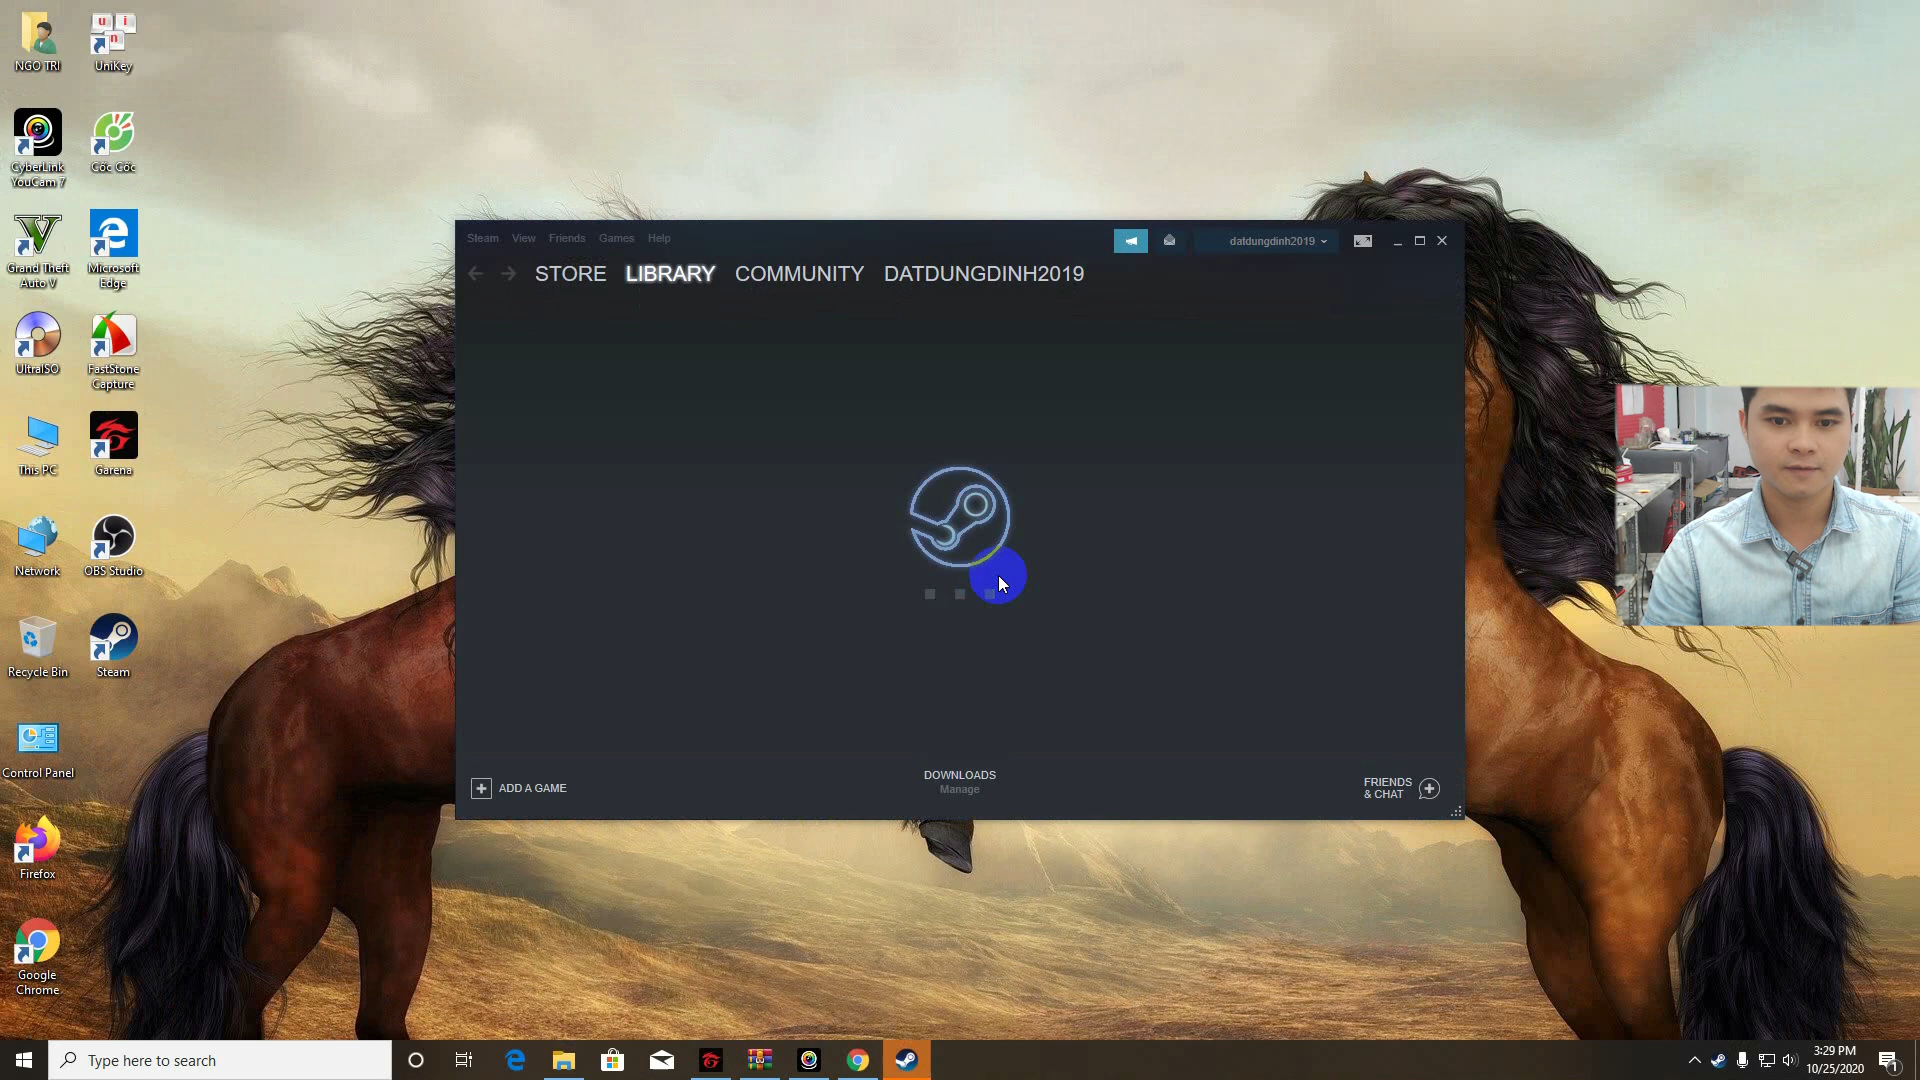 NGO TRI
UniKey
CyberLink
YouCam 7
Cốc Cốc
Grand Theft
Auto V
Microsoft
Edge
UltraISO
FastStone
Capture
This PC
Garena
Network
OBS Studio
Recycle Bin
Steam
Control Panel
Firefox
Google
Chrome
Steam View Friends Games Help
datdungdinh2019
STORE LIBRARY COMMUNITY DATDUNGDINH2019
ADD A GAME
DOWNLOADS
Manage
FRIENDS
& CHAT
Type here to search
3:29 PM
10/25/2020
1